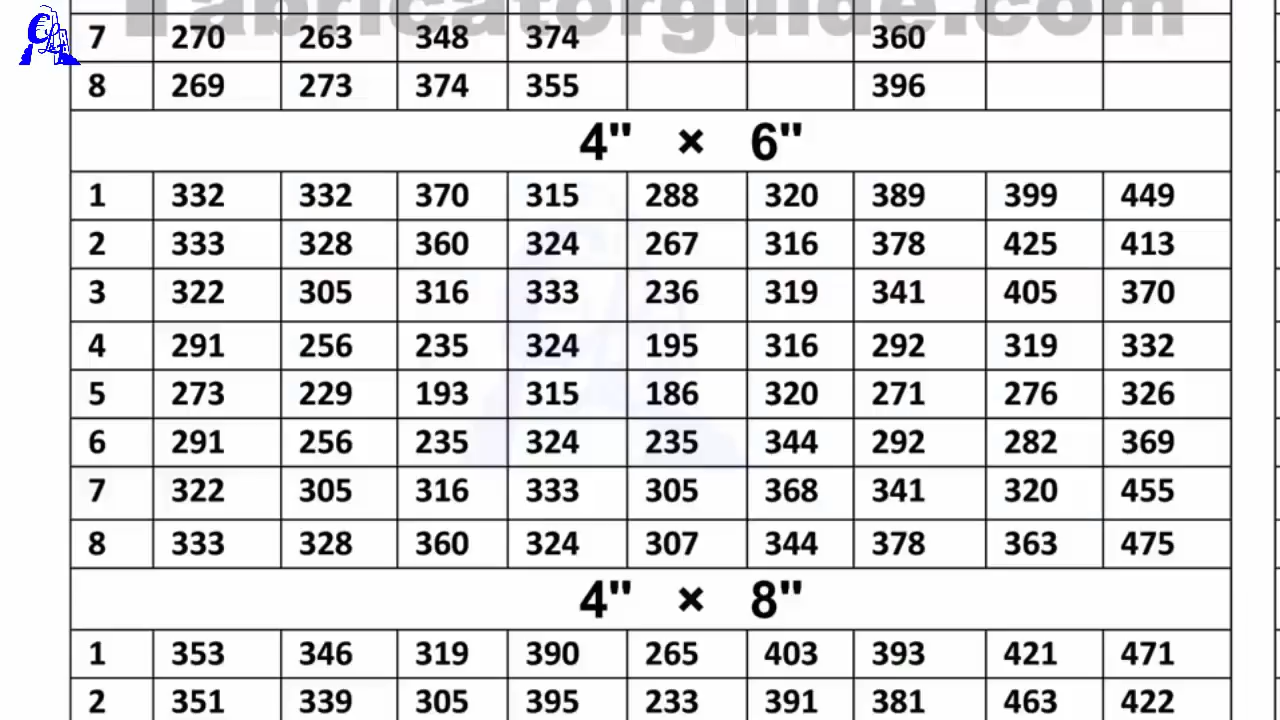 Fabricatorguide.com
7 270 263 348 374 360
8 269 273 374 355 396
4" × 6"
1 332 332 370 315 288 320 389 399 449
2 333 328 360 324 267 316 378 425 413
3 322 305 316 333 236 319 341 405 370
4 291 256 235 324 195 316 292 319 332
5 273 229 193 315 186 320 271 276 326
6 291 256 235 324 235 344 292 282 369
7 322 305 316 333 305 368 341 320 455
8 333 328 360 324 307 344 378 363 475
4" × 8"
1 353 346 319 390 265 403 393 421 471
2 351 339 305 395 233 391 381 463 422